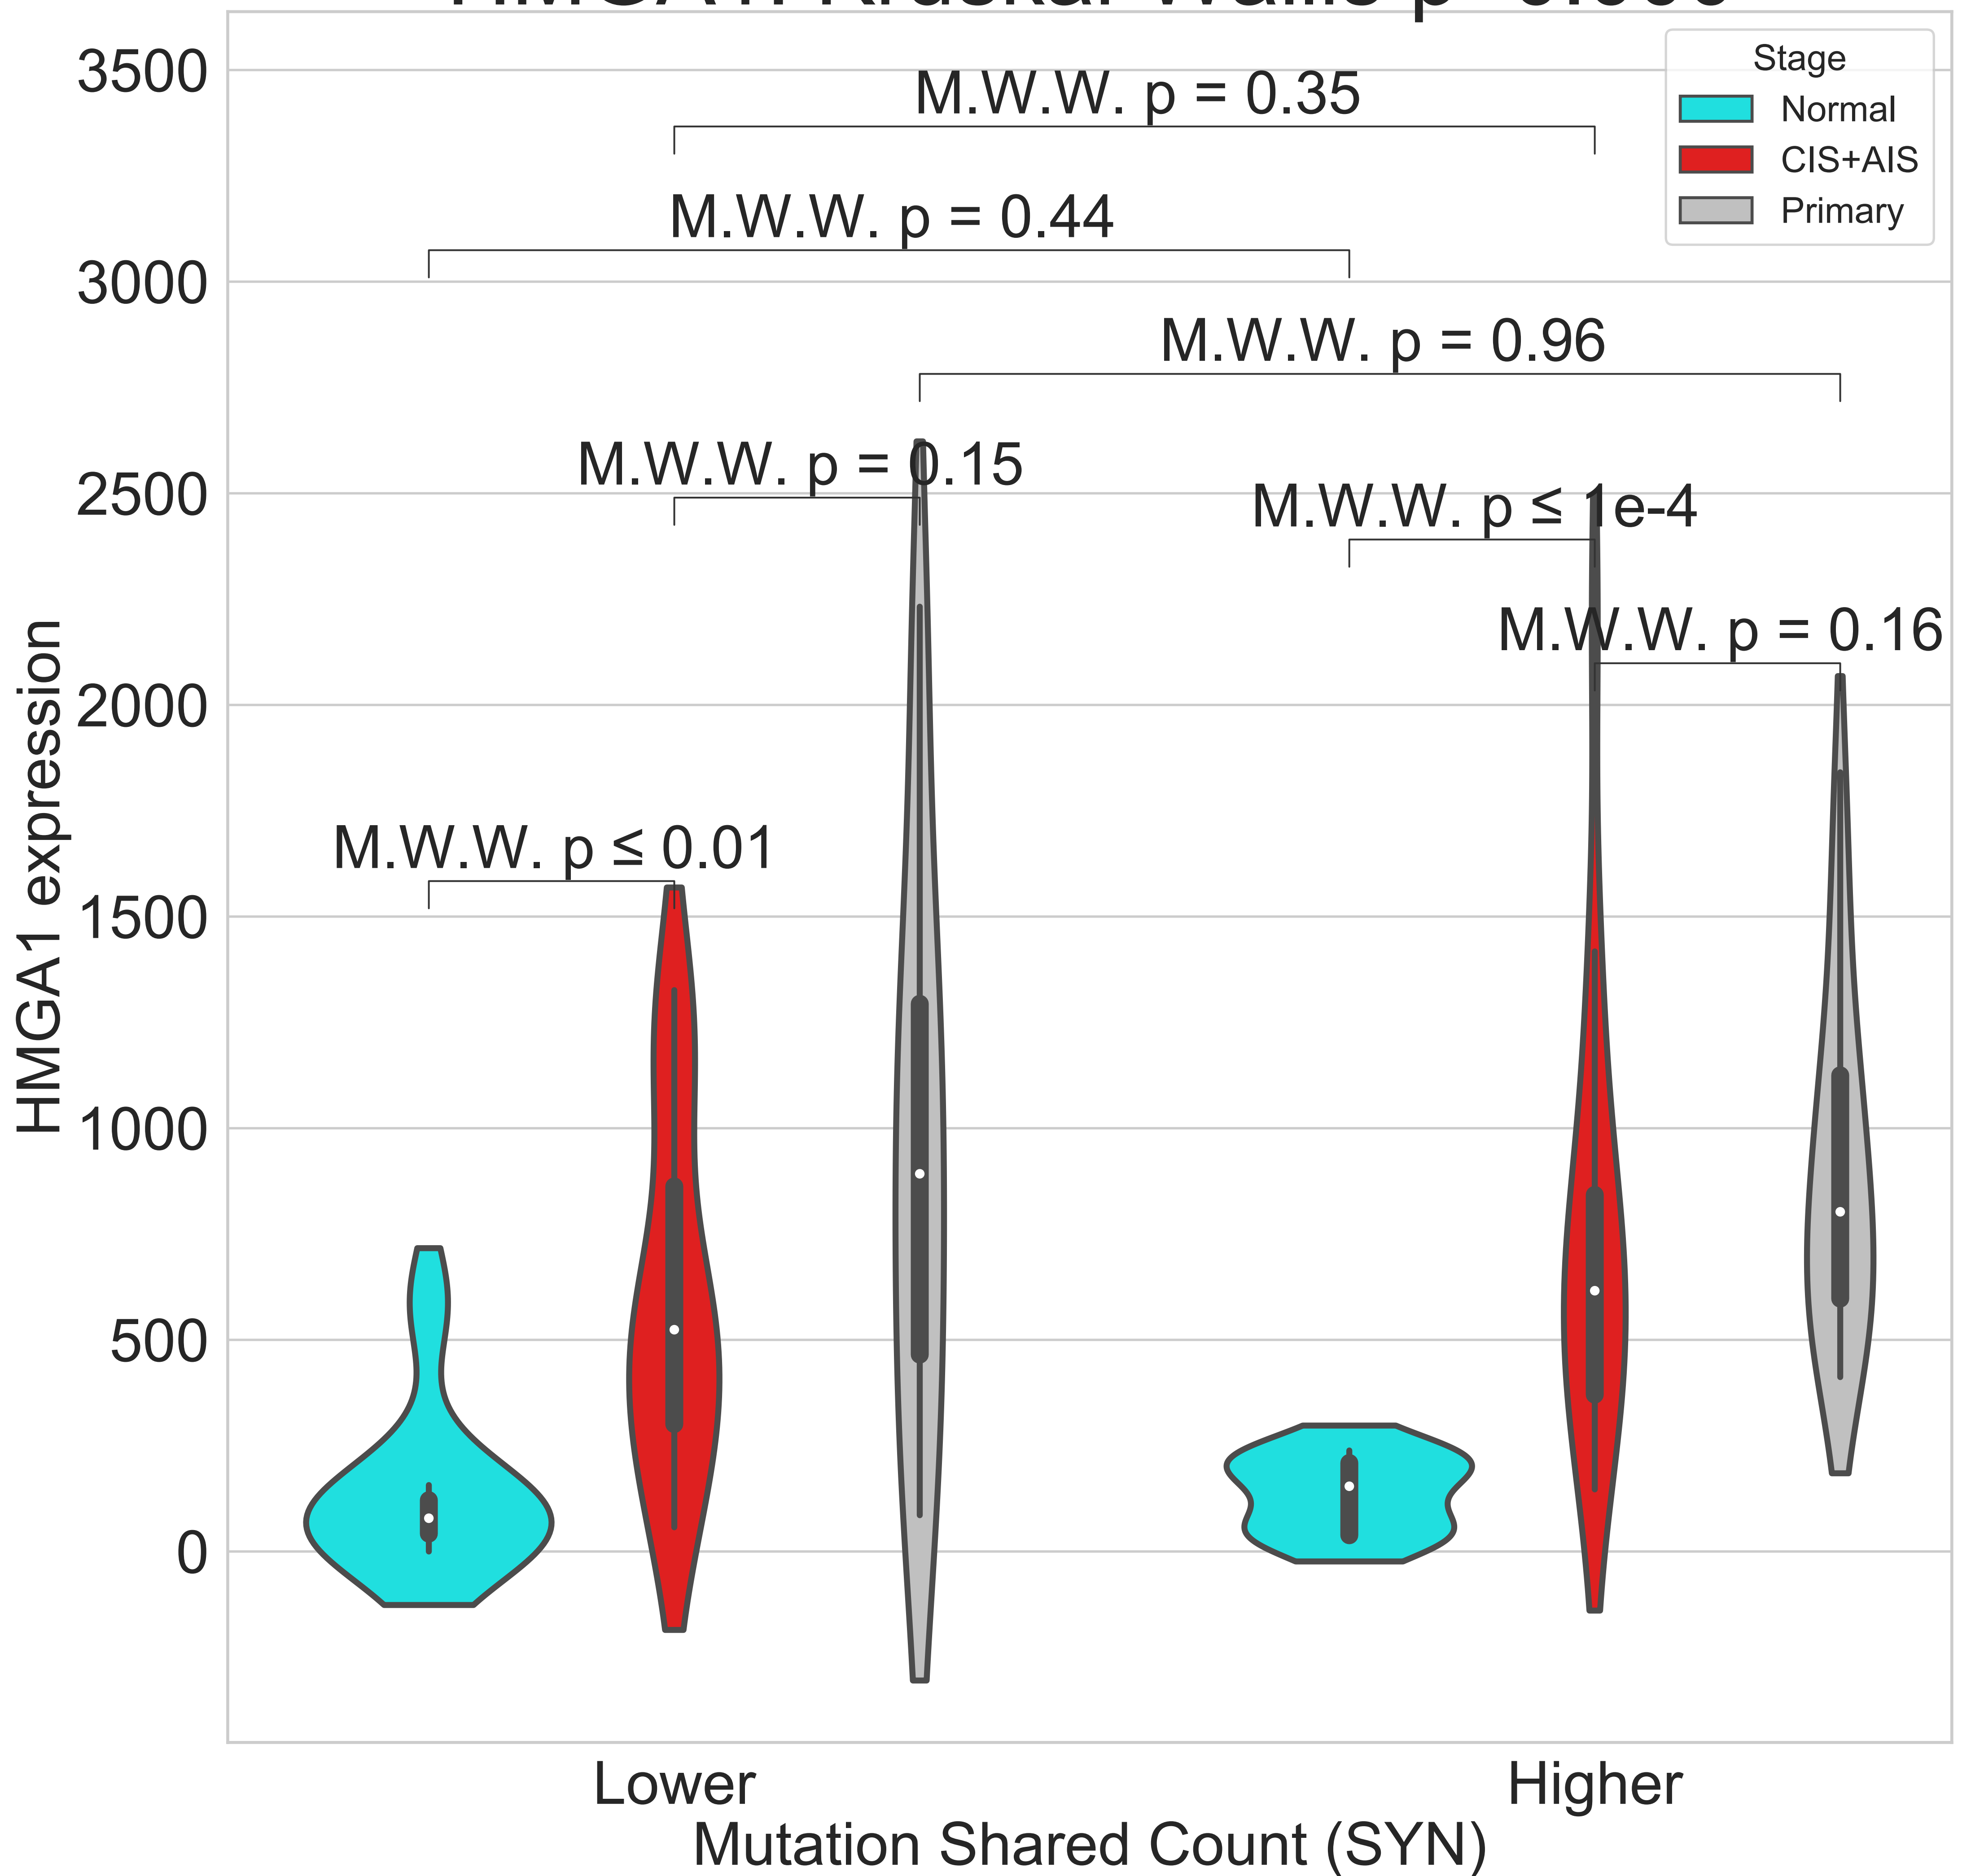 Stage
Normal
CIS+AIS
Primary
M.W.W. p = 0.35
M.W.W. p = 0.44
M.W.W. p = 0.96
M.W.W. p = 0.15
M.W.W. p ≤ 1e-4
M.W.W. p = 0.16
M.W.W. p ≤ 0.01
3500
3000
2500
2000
1500
1000
500
0
HMGA1 expression
Lower
Higher
Mutation Shared Count (SYN)